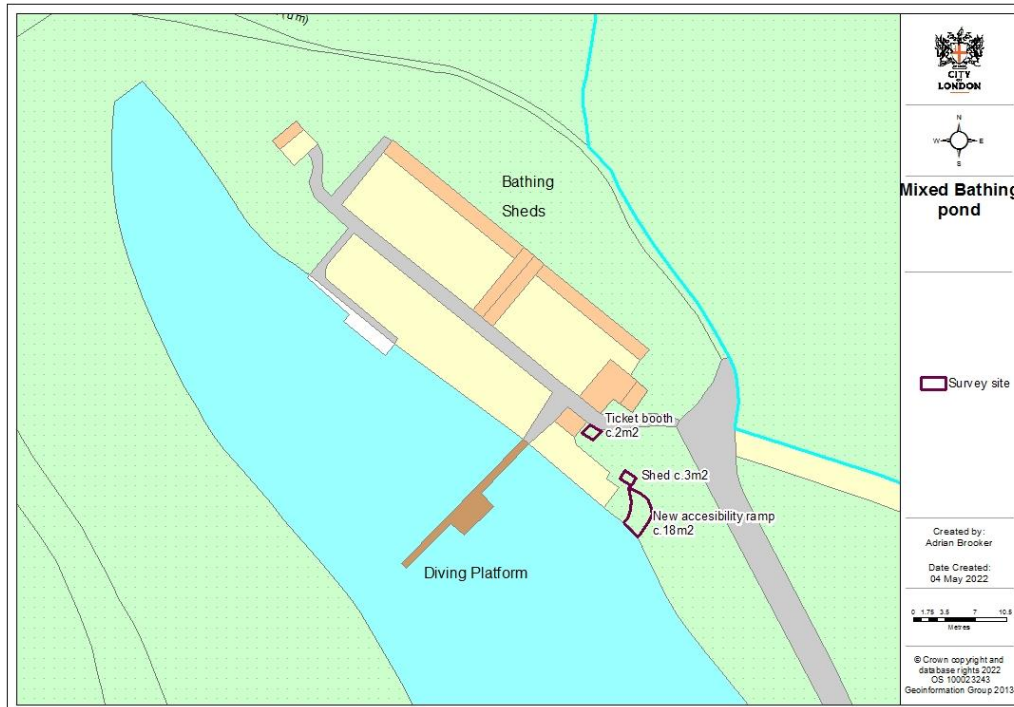 Bathing
Sheds
Ticket booth
c.2m2
Shed c.3m2
New accesibility ramp
c.18m2
Diving Platform
CITY
OF
LONDON
N
W E
S
Mixed Bathing
pond
Survey site
Created by:
Adrian Brooker
Date Created:
04 May 2022
0 1.75 3.5 7 10.5
Metres
© Crown copyright and
database rights 2022
OS 100023243
Geoinformation Group 2013